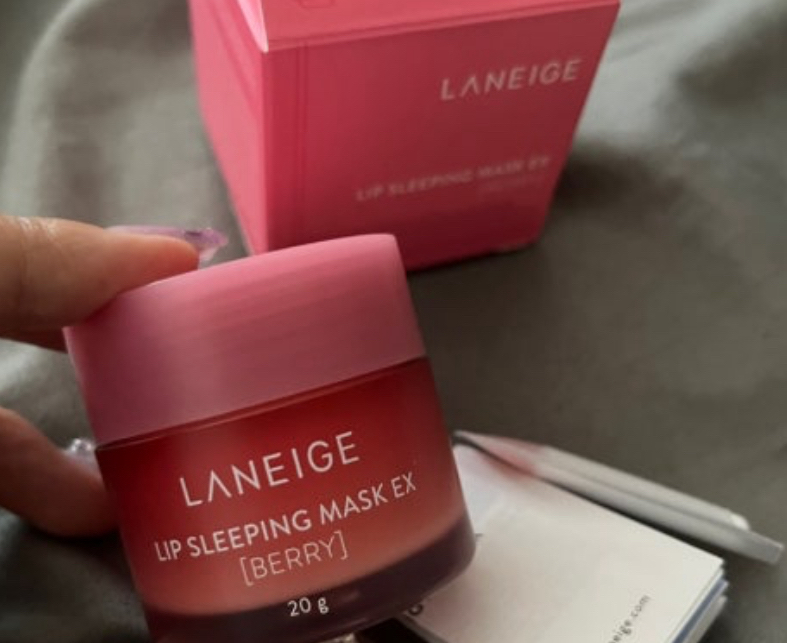 LANEIGE
LIP SLEEPING MASK EX
LANEIGE
LIP SLEEPING MASK EX
[BERRY]
20 g